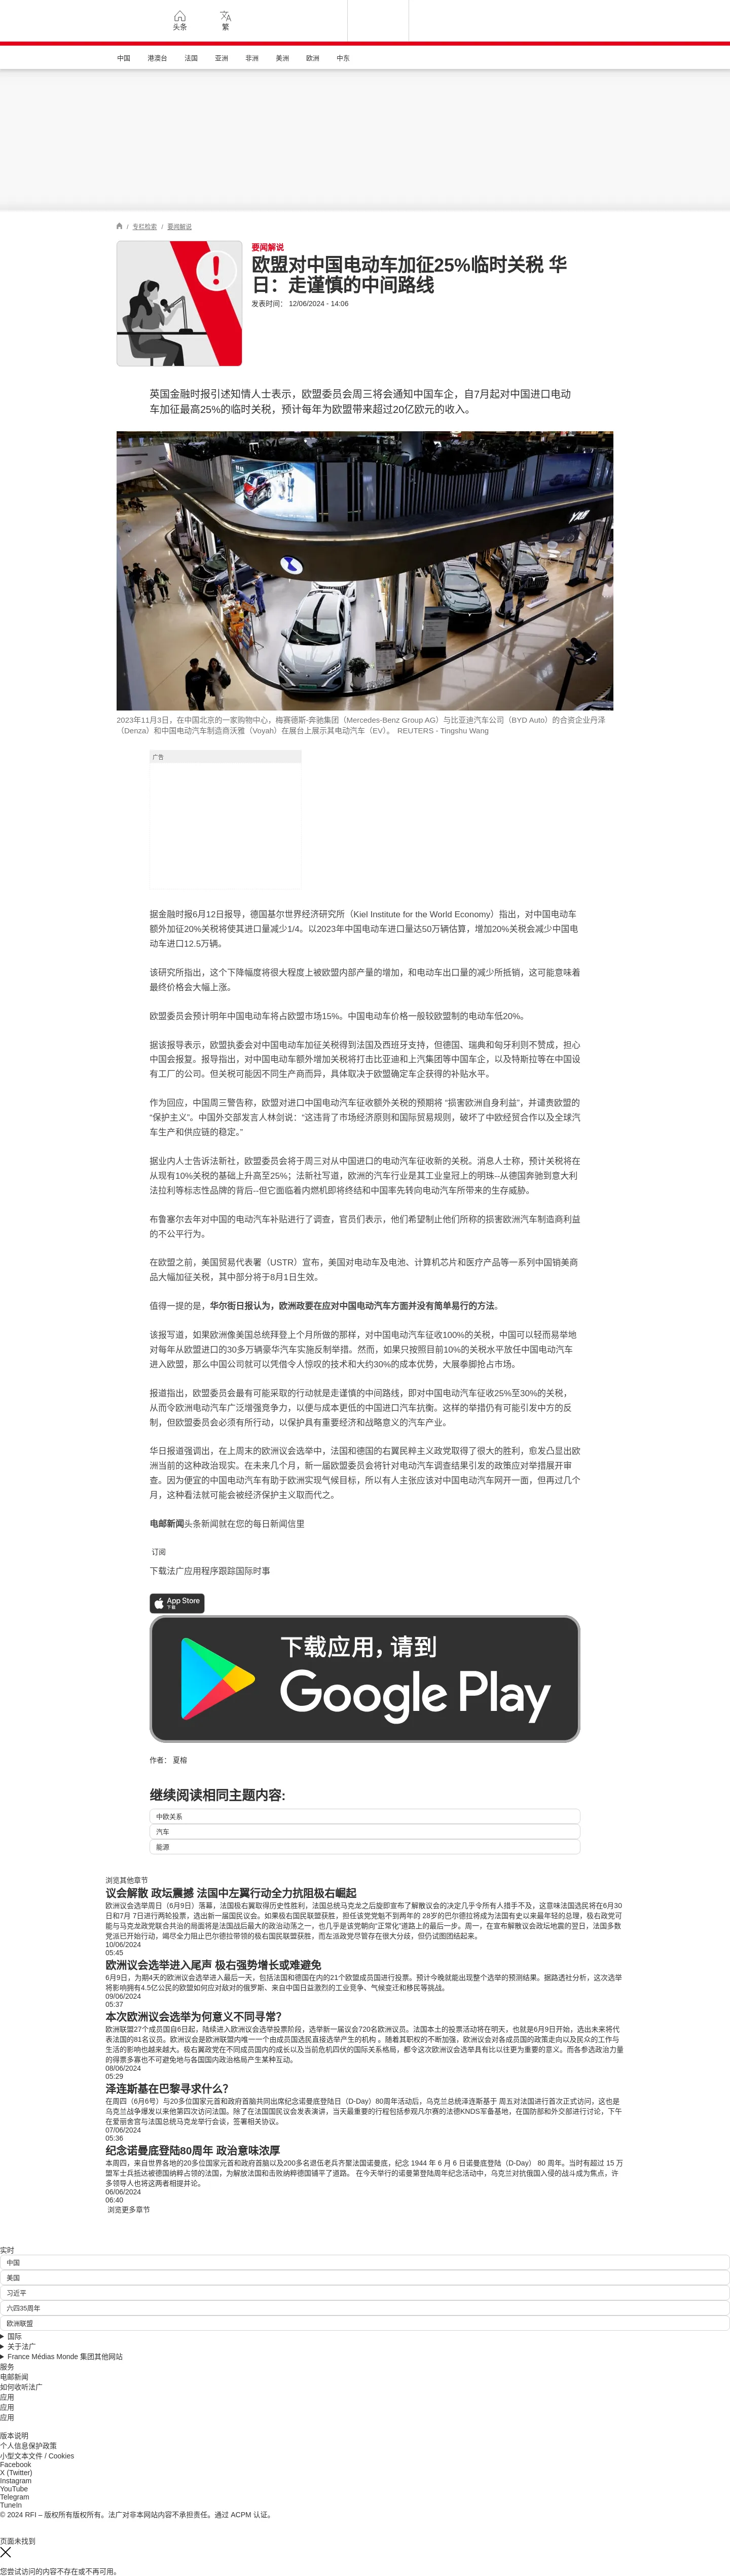 头条
繁
中国 港澳台 法国 亚洲 非洲 美洲 欧洲 中东
/ 专栏检索 / 要闻解说
要闻解说
欧盟对中国电动车加征25%临时关税 华
日：走谨慎的中间路线
发表时间： 12/06/2024 - 14:06
英国金融时报引述知情人士表示，欧盟委员会周三将会通知中国车企，自7月起对中国进口电动
车加征最高25%的临时关税，预计每年为欧盟带来超过20亿欧元的收入。
2023年11月3日，在中国北京的一家购物中心，梅赛德斯-奔驰集团（Mercedes-Benz Group AG）与比亚迪汽车公司（BYD Auto）的合资企业丹泽
（Denza）和中国电动汽车制造商沃雅（Voyah）在展台上展示其电动汽车（EV）。 REUTERS - Tingshu Wang
广告
据金融时报6月12日报导，德国基尔世界经济研究所（Kiel Institute for the World Economy）指出，对中国电动车
额外加征20%关税将使其进口量减少1/4。以2023年中国电动车进口量达50万辆估算，增加20%关税会减少中国电
动车进口12.5万辆。
该研究所指出，这个下降幅度将很大程度上被欧盟内部产量的增加，和电动车出口量的减少所抵销，这可能意味着
最终价格会大幅上涨。
欧盟委员会预计明年中国电动车将占欧盟市场15%。中国电动车价格一般较欧盟制的电动车低20%。
据该报导表示，欧盟执委会对中国电动车加征关税得到法国及西班牙支持，但德国、瑞典和匈牙利则不赞成，担心
中国会报复。报导指出，对中国电动车额外增加关税将打击比亚迪和上汽集团等中国车企，以及特斯拉等在中国设
有工厂的公司。但关税可能因不同生产商而异，具体取决于欧盟确定车企获得的补贴水平。
作为回应，中国周三警告称，欧盟对进口中国电动汽车征收额外关税的预期将 “损害欧洲自身利益”，并谴责欧盟的
“保护主义”。中国外交部发言人林剑说：“这违背了市场经济原则和国际贸易规则，破坏了中欧经贸合作以及全球汽
车生产和供应链的稳定。”
据业内人士告诉法新社，欧盟委员会将于周三对从中国进口的电动汽车征收新的关税。消息人士称，预计关税将在
从现有10%关税的基础上升高至25%；法新社写道，欧洲的汽车行业是其工业皇冠上的明珠--从德国奔驰到意大利
法拉利等标志性品牌的背后--但它面临着内燃机即将终结和中国率先转向电动汽车所带来的生存威胁。
布鲁塞尔去年对中国的电动汽车补贴进行了调查，官员们表示，他们希望制止他们所称的损害欧洲汽车制造商利益
的不公平行为。
在欧盟之前，美国贸易代表署（USTR）宣布，美国对电动车及电池、计算机芯片和医疗产品等一系列中国销美商
品大幅加征关税，其中部分将于8月1日生效。
值得一提的是，华尔街日报认为，欧洲政要在应对中国电动汽车方面并没有简单易行的方法。
该报写道，如果欧洲像美国总统拜登上个月所做的那样，对中国电动汽车征收100%的关税，中国可以轻而易举地
对每年从欧盟进口的30多万辆豪华汽车实施反制举措。然而，如果只按照目前10%的关税水平放任中国电动汽车
进入欧盟，那么中国公司就可以凭借令人惊叹的技术和大约30%的成本优势，大展拳脚抢占市场。
报道指出，欧盟委员会最有可能采取的行动就是走谨慎的中间路线，即对中国电动汽车征收25%至30%的关税，
从而令欧洲电动汽车广泛增强竞争力，以便与成本更低的中国进口汽车抗衡。这样的举措仍有可能引发中方的反
制，但欧盟委员会必须有所行动，以保护具有重要经济和战略意义的汽车产业。
华日报道强调出，在上周末的欧洲议会选举中，法国和德国的右翼民粹主义政党取得了很大的胜利，愈发凸显出欧
洲当前的这种政治现实。在未来几个月，新一届欧盟委员会将针对电动汽车调查结果引发的政策应对举措展开审
查。因为便宜的中国电动汽车有助于欧洲实现气候目标，所以有人主张应该对中国电动汽车网开一面，但再过几个
月，这种看法就可能会被经济保护主义取而代之。
电邮新闻头条新闻就在您的每日新闻信里
订阅
下载法广应用程序跟踪国际时事
App Store
下载
下载应用，请到
Google Play
作者： 夏榕
继续阅读相同主题内容:
中欧关系
汽车
能源
浏览其他章节
议会解散 政坛震撼 法国中左翼行动全力抗阻极右崛起
欧洲议会选举周日（6月9日）落幕，法国极右翼取得历史性胜利，法国总统马克龙之后旋即宣布了解散议会的决定几乎令所有人措手不及，这意味法国选民将在6月30
日和7月 7日进行两轮投票，选出新一届国民议会。如果极右国民联盟获胜，担任该党党魁不到两年的 28岁的巴尔德拉将成为法国有史以来最年轻的总理，极右政党可
能与马克龙政党联合共治的局面将是法国战后最大的政治动荡之一，也几乎是该党朝向“正常化”道路上的最后一步。周一，在宣布解散议会政坛地震的翌日，法国多数
党派已开始行动，竭尽全力阻止巴尔德拉带领的极右国民联盟获胜，而左派政党尽管存在很大分歧，但仍试图团结起来。
10/06/2024
05:45
欧洲议会选举进入尾声 极右强势增长或难避免
6月9日，为期4天的欧洲议会选举进入最后一天，包括法国和德国在内的21个欧盟成员国进行投票。预计今晚就能出现整个选举的预测结果。据路透社分析，这次选举
将影响拥有4.5亿公民的欧盟如何应对敌对的俄罗斯、来自中国日益激烈的工业竞争、气候变迁和移民等挑战。
09/06/2024
05:37
本次欧洲议会选举为何意义不同寻常?
欧洲联盟27个成员国自6日起，陆续进入欧洲议会选举投票阶段，选举新一届议会720名欧洲议员。法国本土的投票活动将在明天，也就是6月9日开始，选出未来将代
表法国的81名议员。欧洲议会是欧洲联盟内唯一一个由成员国选民直接选举产生的机构 。随着其职权的不断加强，欧洲议会对各成员国的政策走向以及民众的工作与
生活的影响也越来越大。极右翼政党在不同成员国内的成长以及当前危机四伏的国际关系格局，都令这次欧洲议会选举具有比以往更为重要的意义。而各参选政治力量
的得票多寡也不可避免地与各国国内政治格局产生某种互动。
08/06/2024
05:29
泽连斯基在巴黎寻求什么?
在周四（6月6号）与20多位国家元首和政府首脑共同出席纪念诺曼底登陆日（D-Day）80周年活动后，乌克兰总统泽连斯基于 周五对法国进行首次正式访问，这也是
乌克兰战争爆发以来他第四次访问法国。除了在法国国民议会发表演讲，当天最重要的行程包括参观凡尔赛的法德KNDS军备基地，在国防部和外交部进行讨论，下午
在爱丽舍宫与法国总统马克龙举行会谈，签署相关协议。
07/06/2024
05:36
纪念诺曼底登陆80周年 政治意味浓厚
本周四，来自世界各地的20多位国家元首和政府首脑以及200多名退伍老兵齐聚法国诺曼底，纪念 1944 年 6 月 6 日诺曼底登陆（D-Day） 80 周年。当时有超过 15 万
盟军士兵抵达被德国纳粹占领的法国，为解放法国和击败纳粹德国铺平了道路。 在今天举行的诺曼第登陆周年纪念活动中，乌克兰对抗俄国入侵的战斗成为焦点，许
多领导人也将这两者相提并论。
06/06/2024
06:40
浏览更多章节
实时
中国
美国
习近平
六四35周年
欧洲联盟
国际
关于法广
France Médias Monde 集团其他网站
服务
电邮新闻
如何收听法广
应用
应用
应用
版本说明
个人信息保护政策
小型文本文件 / Cookies
Facebook
X (Twitter)
Instagram
YouTube
Telegram
TuneIn
© 2024 RFI – 版权所有版权所有。法广对非本网站内容不承担责任。通过 ACPM 认证。
页面未找到
您尝试访问的内容不存在或不再可用。